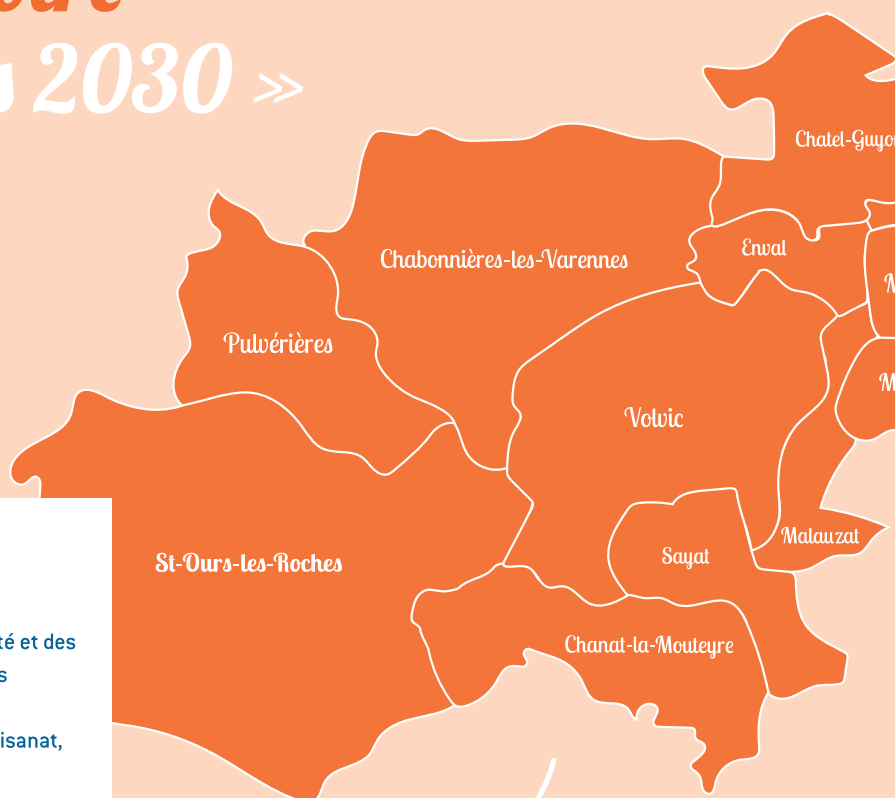 2030 »
Chatel-Guyo
Enval
Chabonnières-les-Varennes
Pulvérières
Volvic
St-Ours-les-Roches
Malauzat
Sayat
Chanat-la-Mouteyre
té et des
s
isanat,